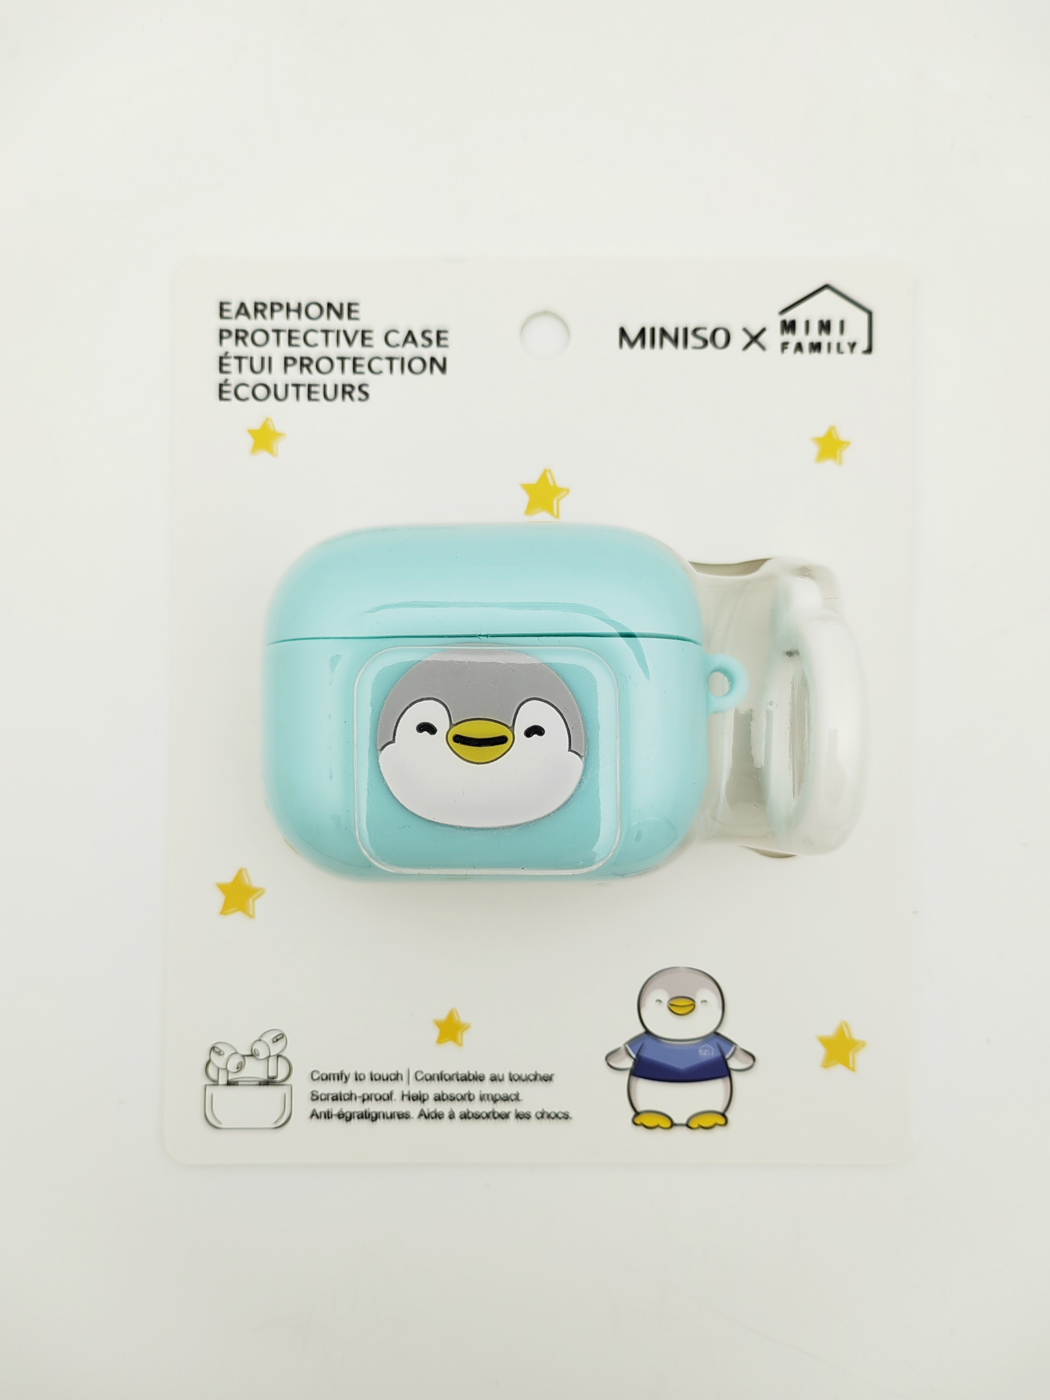 EARPHONE
PROTECTIVE CASE
ÉTUI PROTECTION
ÉCOUTEURS
MINISO X MINI FAMILY
Comfy to touch | Confortable au toucher
Scratch-proof. Help absorb impact.
Anti-égratignures. Aide à absorber les chocs.